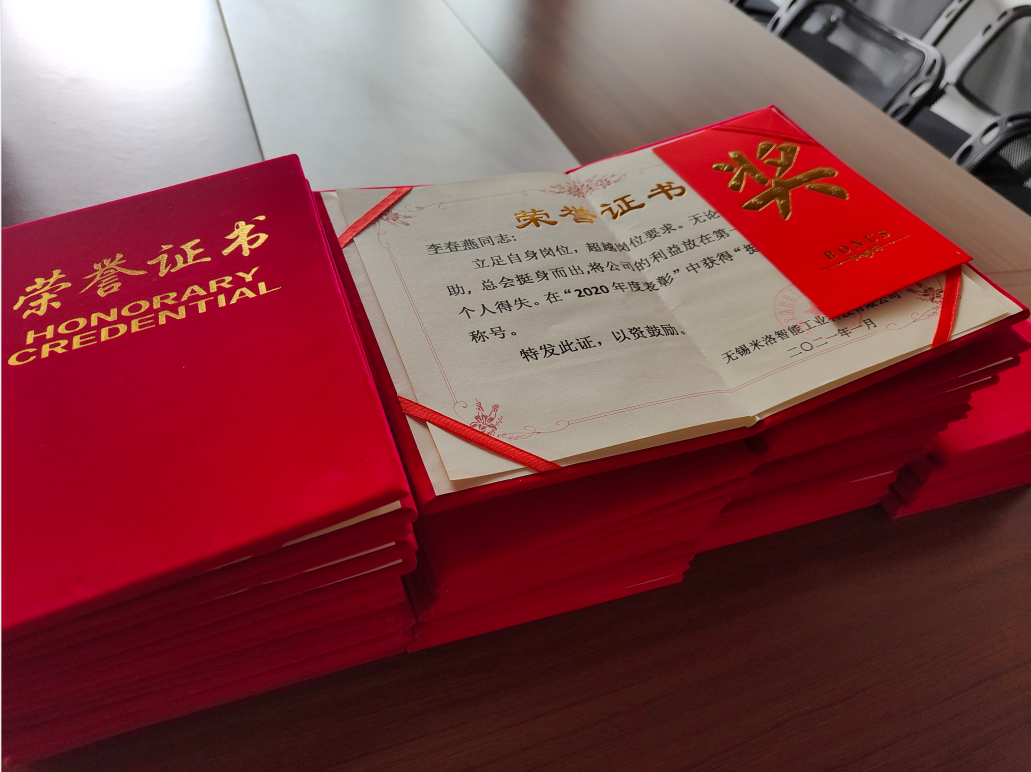 荣誉证书
HONORARY
CREDENTIAL
荣誉证书
李春燕同志:
立足自身岗位，超越岗位要求。无论
助，总会挺身而出,将公司的利益放在第一
个人得失。在“2020年度表彰”中获得“挺
称号。
特发此证，以资鼓励。
无锡米洛智能工业 有限公司
二〇二一年一月
奖
BONUS